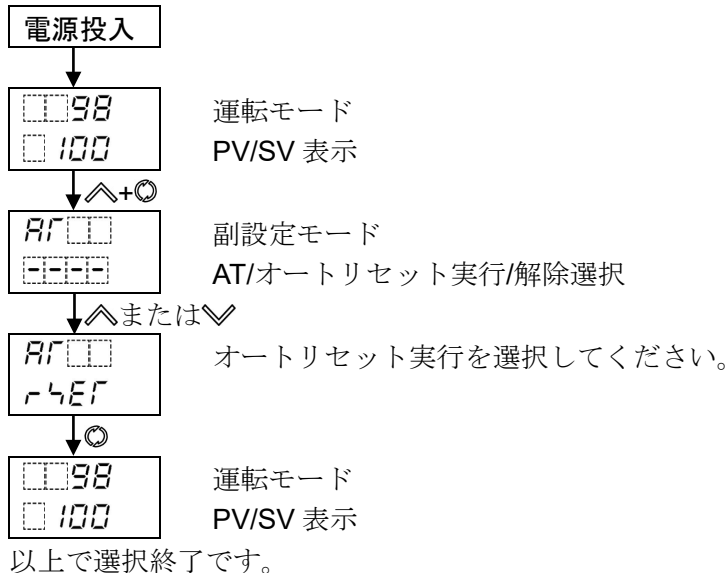 電源投入
98 運転モード
100 PV/SV 表示
︿+
AT 副設定モード
---- AT/オートリセット実行/解除選択
︿または﹀
AT オートリセット実行を選択してください。
rSET
98 運転モード
100 PV/SV 表示
以上で選択終了です。